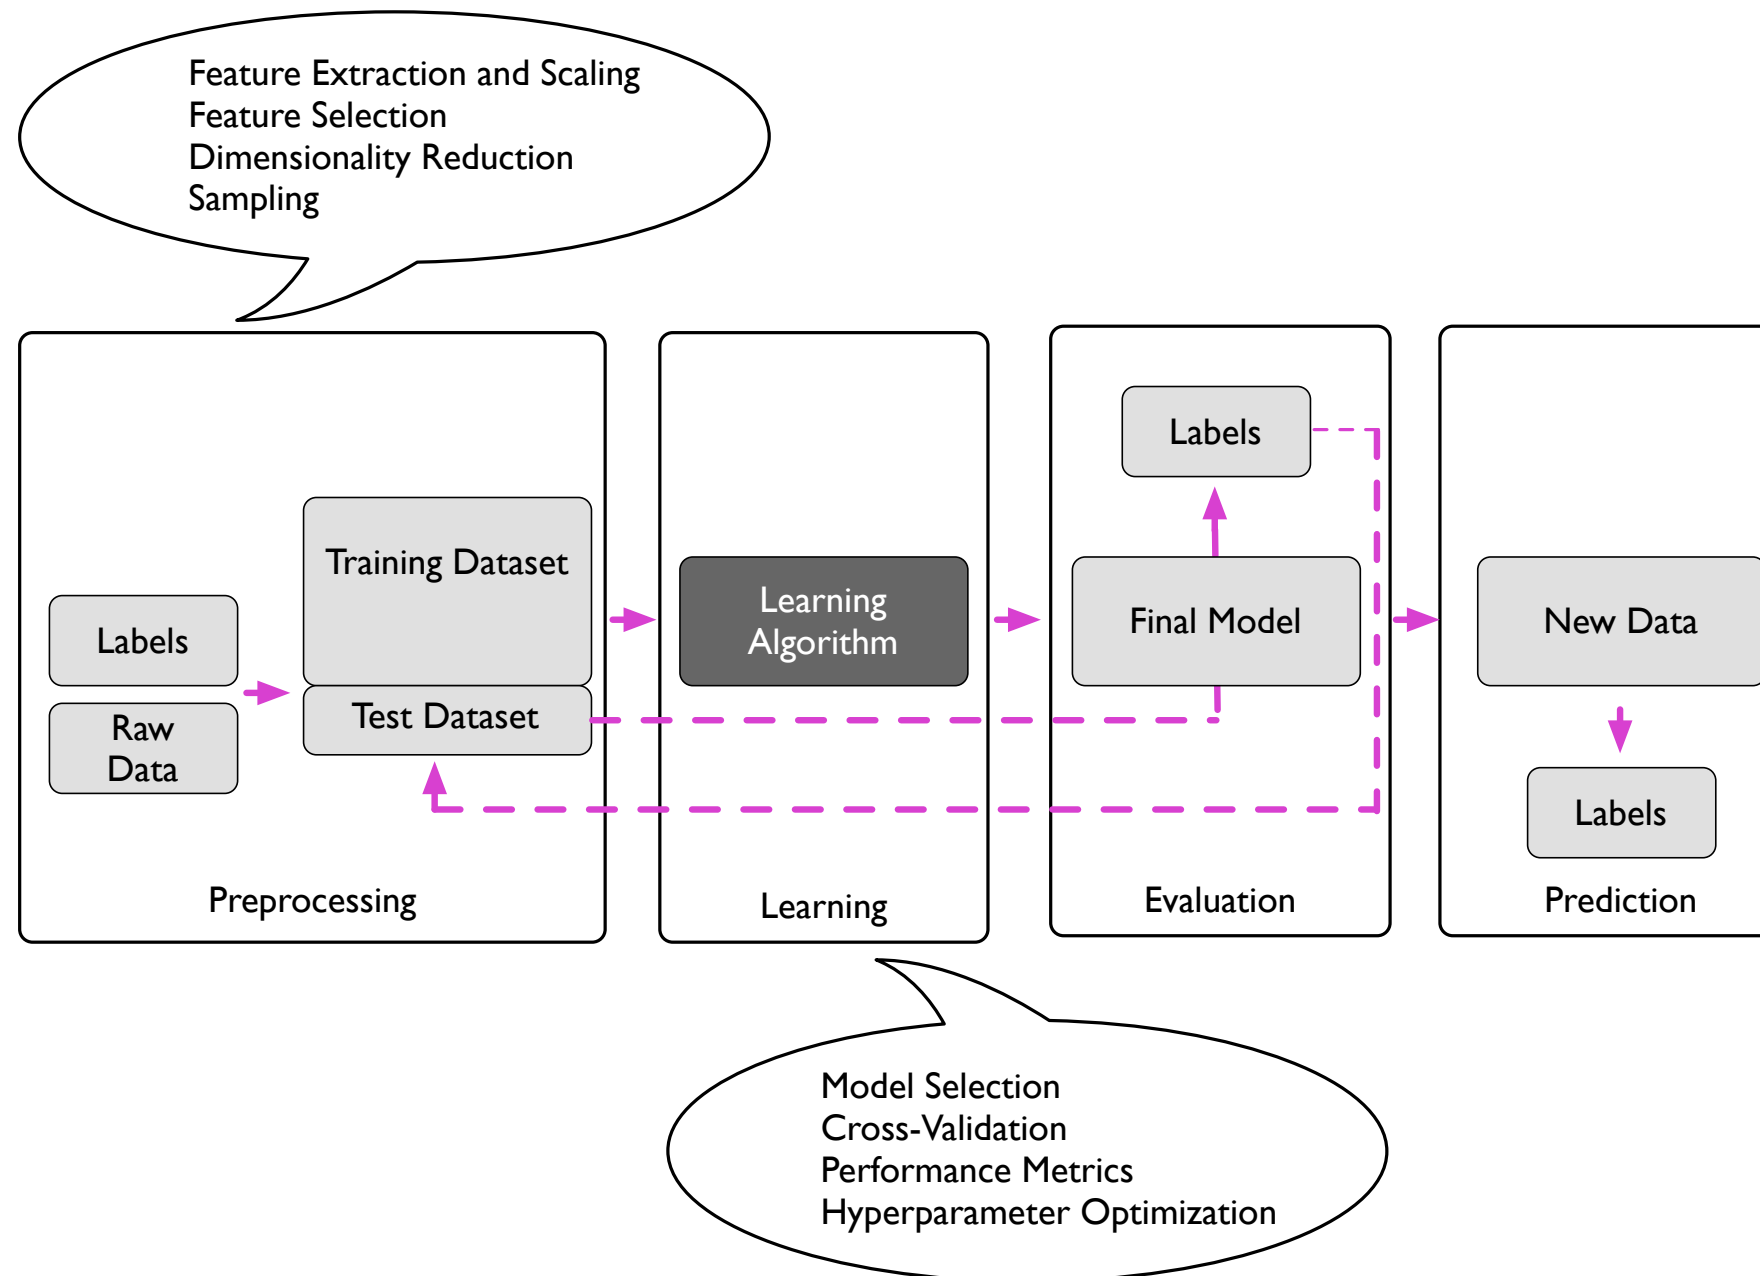 Feature Extraction and Scaling
Feature Selection
Dimensionality Reduction
Sampling
Labels
Raw
Data
Training Dataset
Test Dataset
Preprocessing
Learning
Algorithm
Learning
Labels
Final Model
Evaluation
New Data
Labels
Prediction
Model Selection
Cross-Validation
Performance Metrics
Hyperparameter Optimization